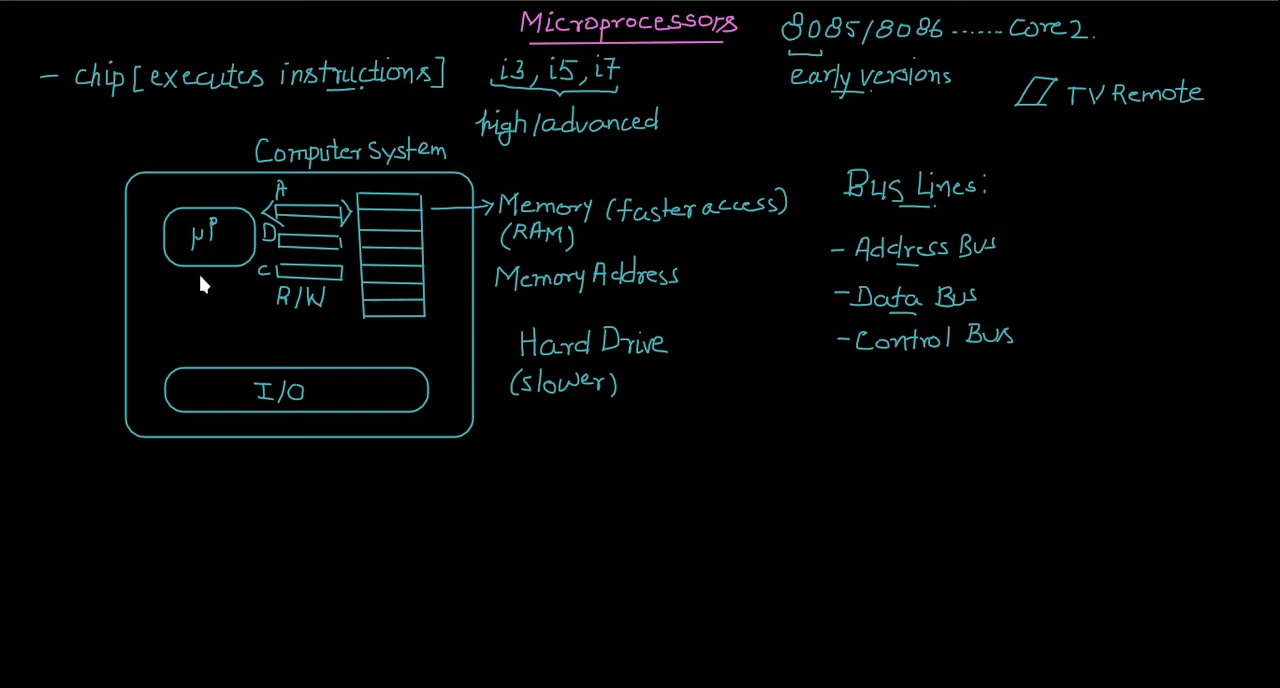 Microprocessors
8085/8086 ....... Core 2.
- chip [executes instructions]
i3, i5, i7
early versions
TV Remote
high/advanced
Computer System
A
Memory (faster access)
(RAM)
Bus Lines:
μP
D
C
R/W
Memory Address
- Address Bus
- Data Bus
- Control Bus
Hard Drive
(slower)
I/O